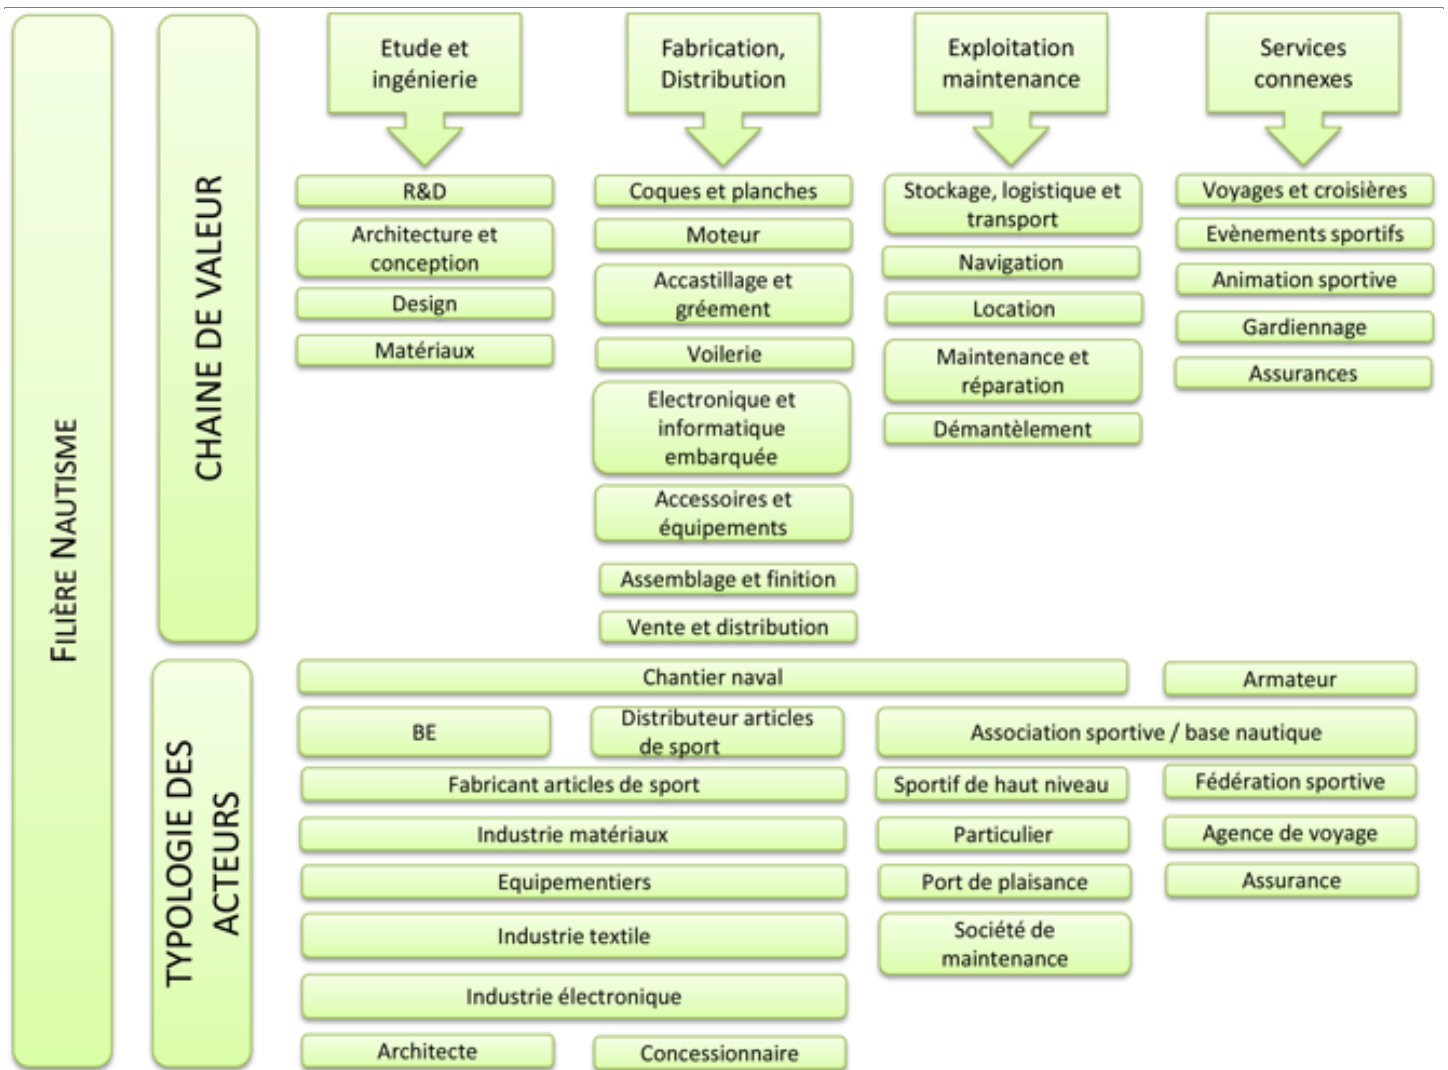 FILIÈRE NAUTISME
CHAINE DE VALEUR
Etude et
ingénierie
R&D
Architecture et
conception
Design
Matériaux
Fabrication,
Distribution
Coques et planches
Moteur
Accastillage et
gréement
Voilerie
Electronique et
informatique
embarquée
Accessoires et
équipements
Assemblage et finition
Vente et distribution
Exploitation
maintenance
Stockage, logistique et
transport
Navigation
Location
Maintenance et
réparation
Démantèlement
Services
connexes
Voyages et croisières
Evènements sportifs
Animation sportive
Gardiennage
Assurances
TYPOLOGIE DES
ACTEURS
Chantier naval
Armateur
BE
Distributeur articles
de sport
Association sportive / base nautique
Fabricant articles de sport
Sportif de haut niveau
Fédération sportive
Industrie matériaux
Particulier
Agence de voyage
Equipementiers
Port de plaisance
Assurance
Industrie textile
Société de
maintenance
Industrie électronique
Architecte
Concessionnaire